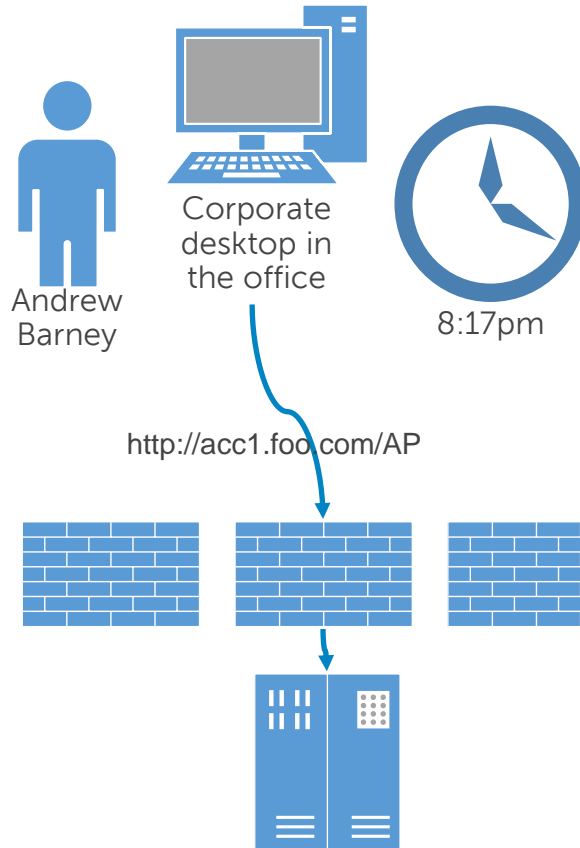 Corporate
desktop in
the office
Andrew
Barney
8:17pm
http://acc1.foo.com/AP